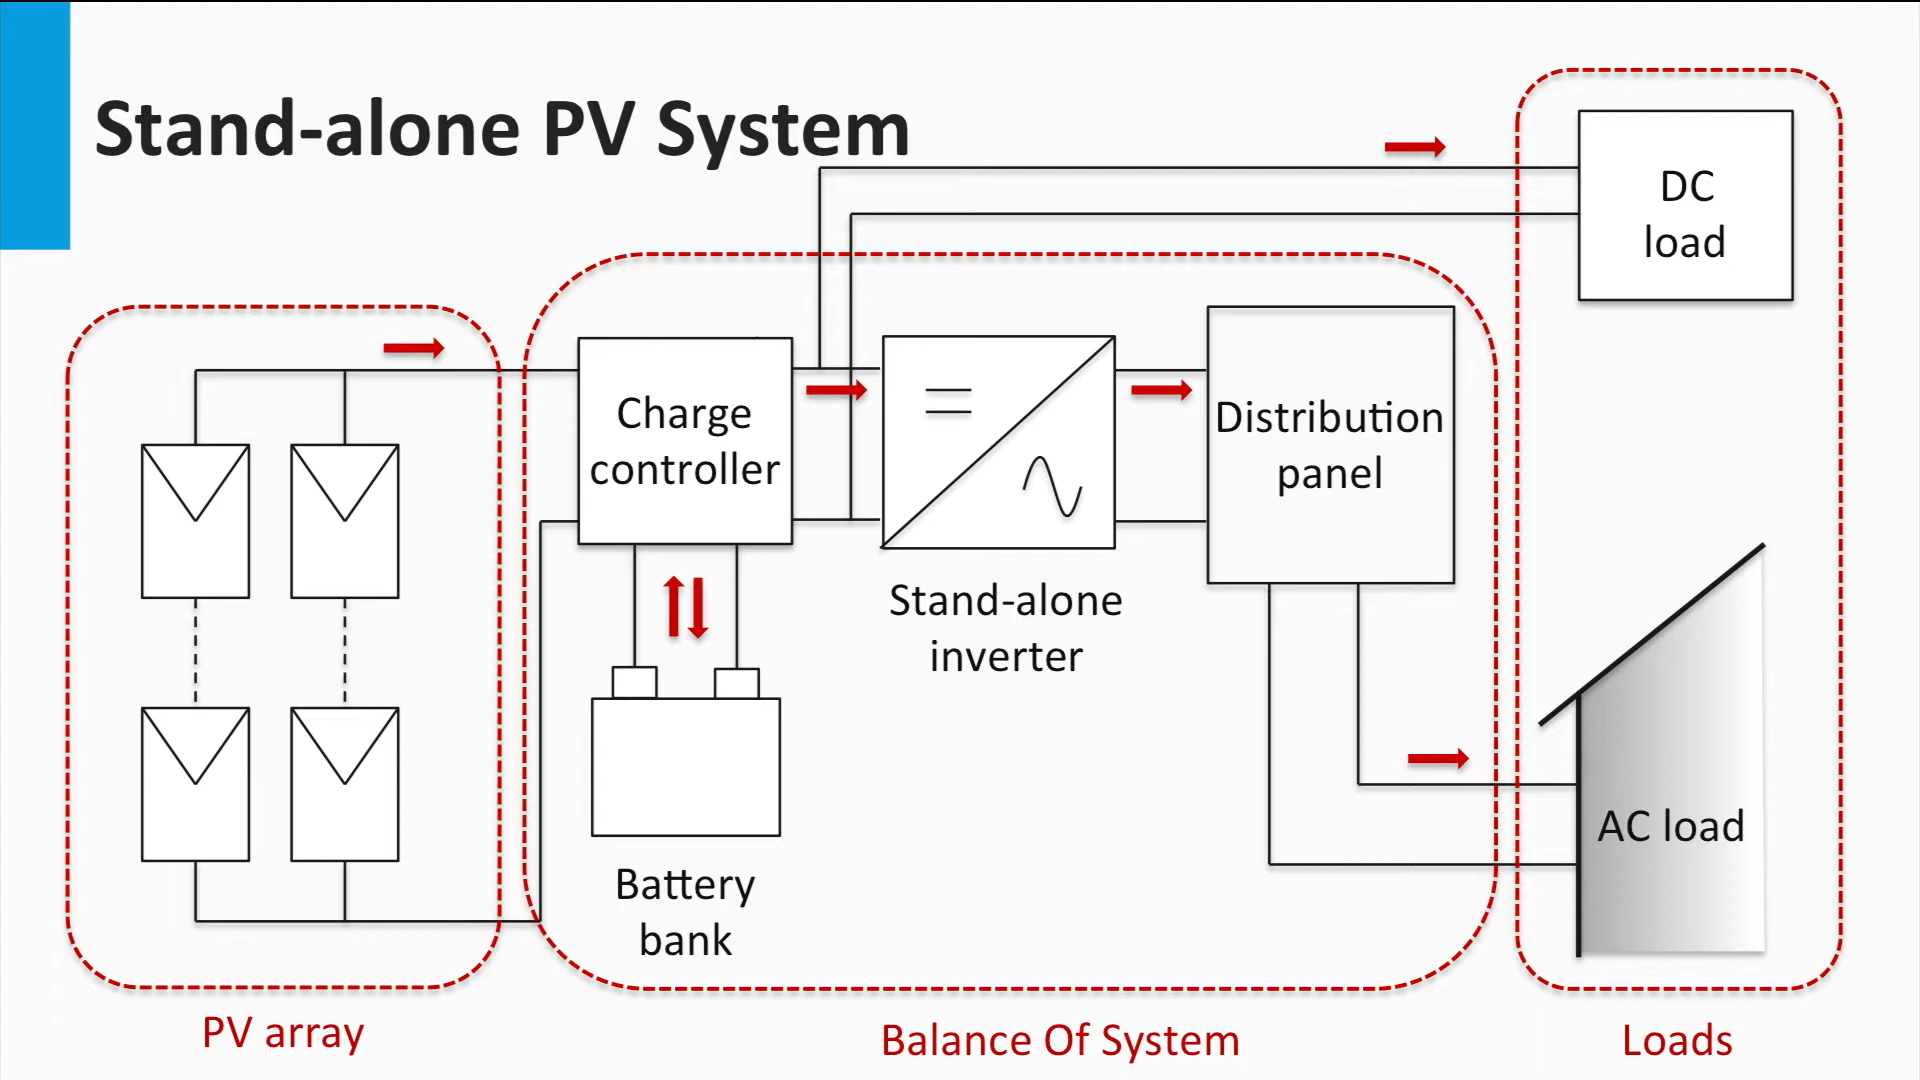 Stand-alone PV System
DC
load
Charge
controller
Distribution
panel
Stand-alone
inverter
AC load
Battery
bank
PV array
Balance Of System
Loads